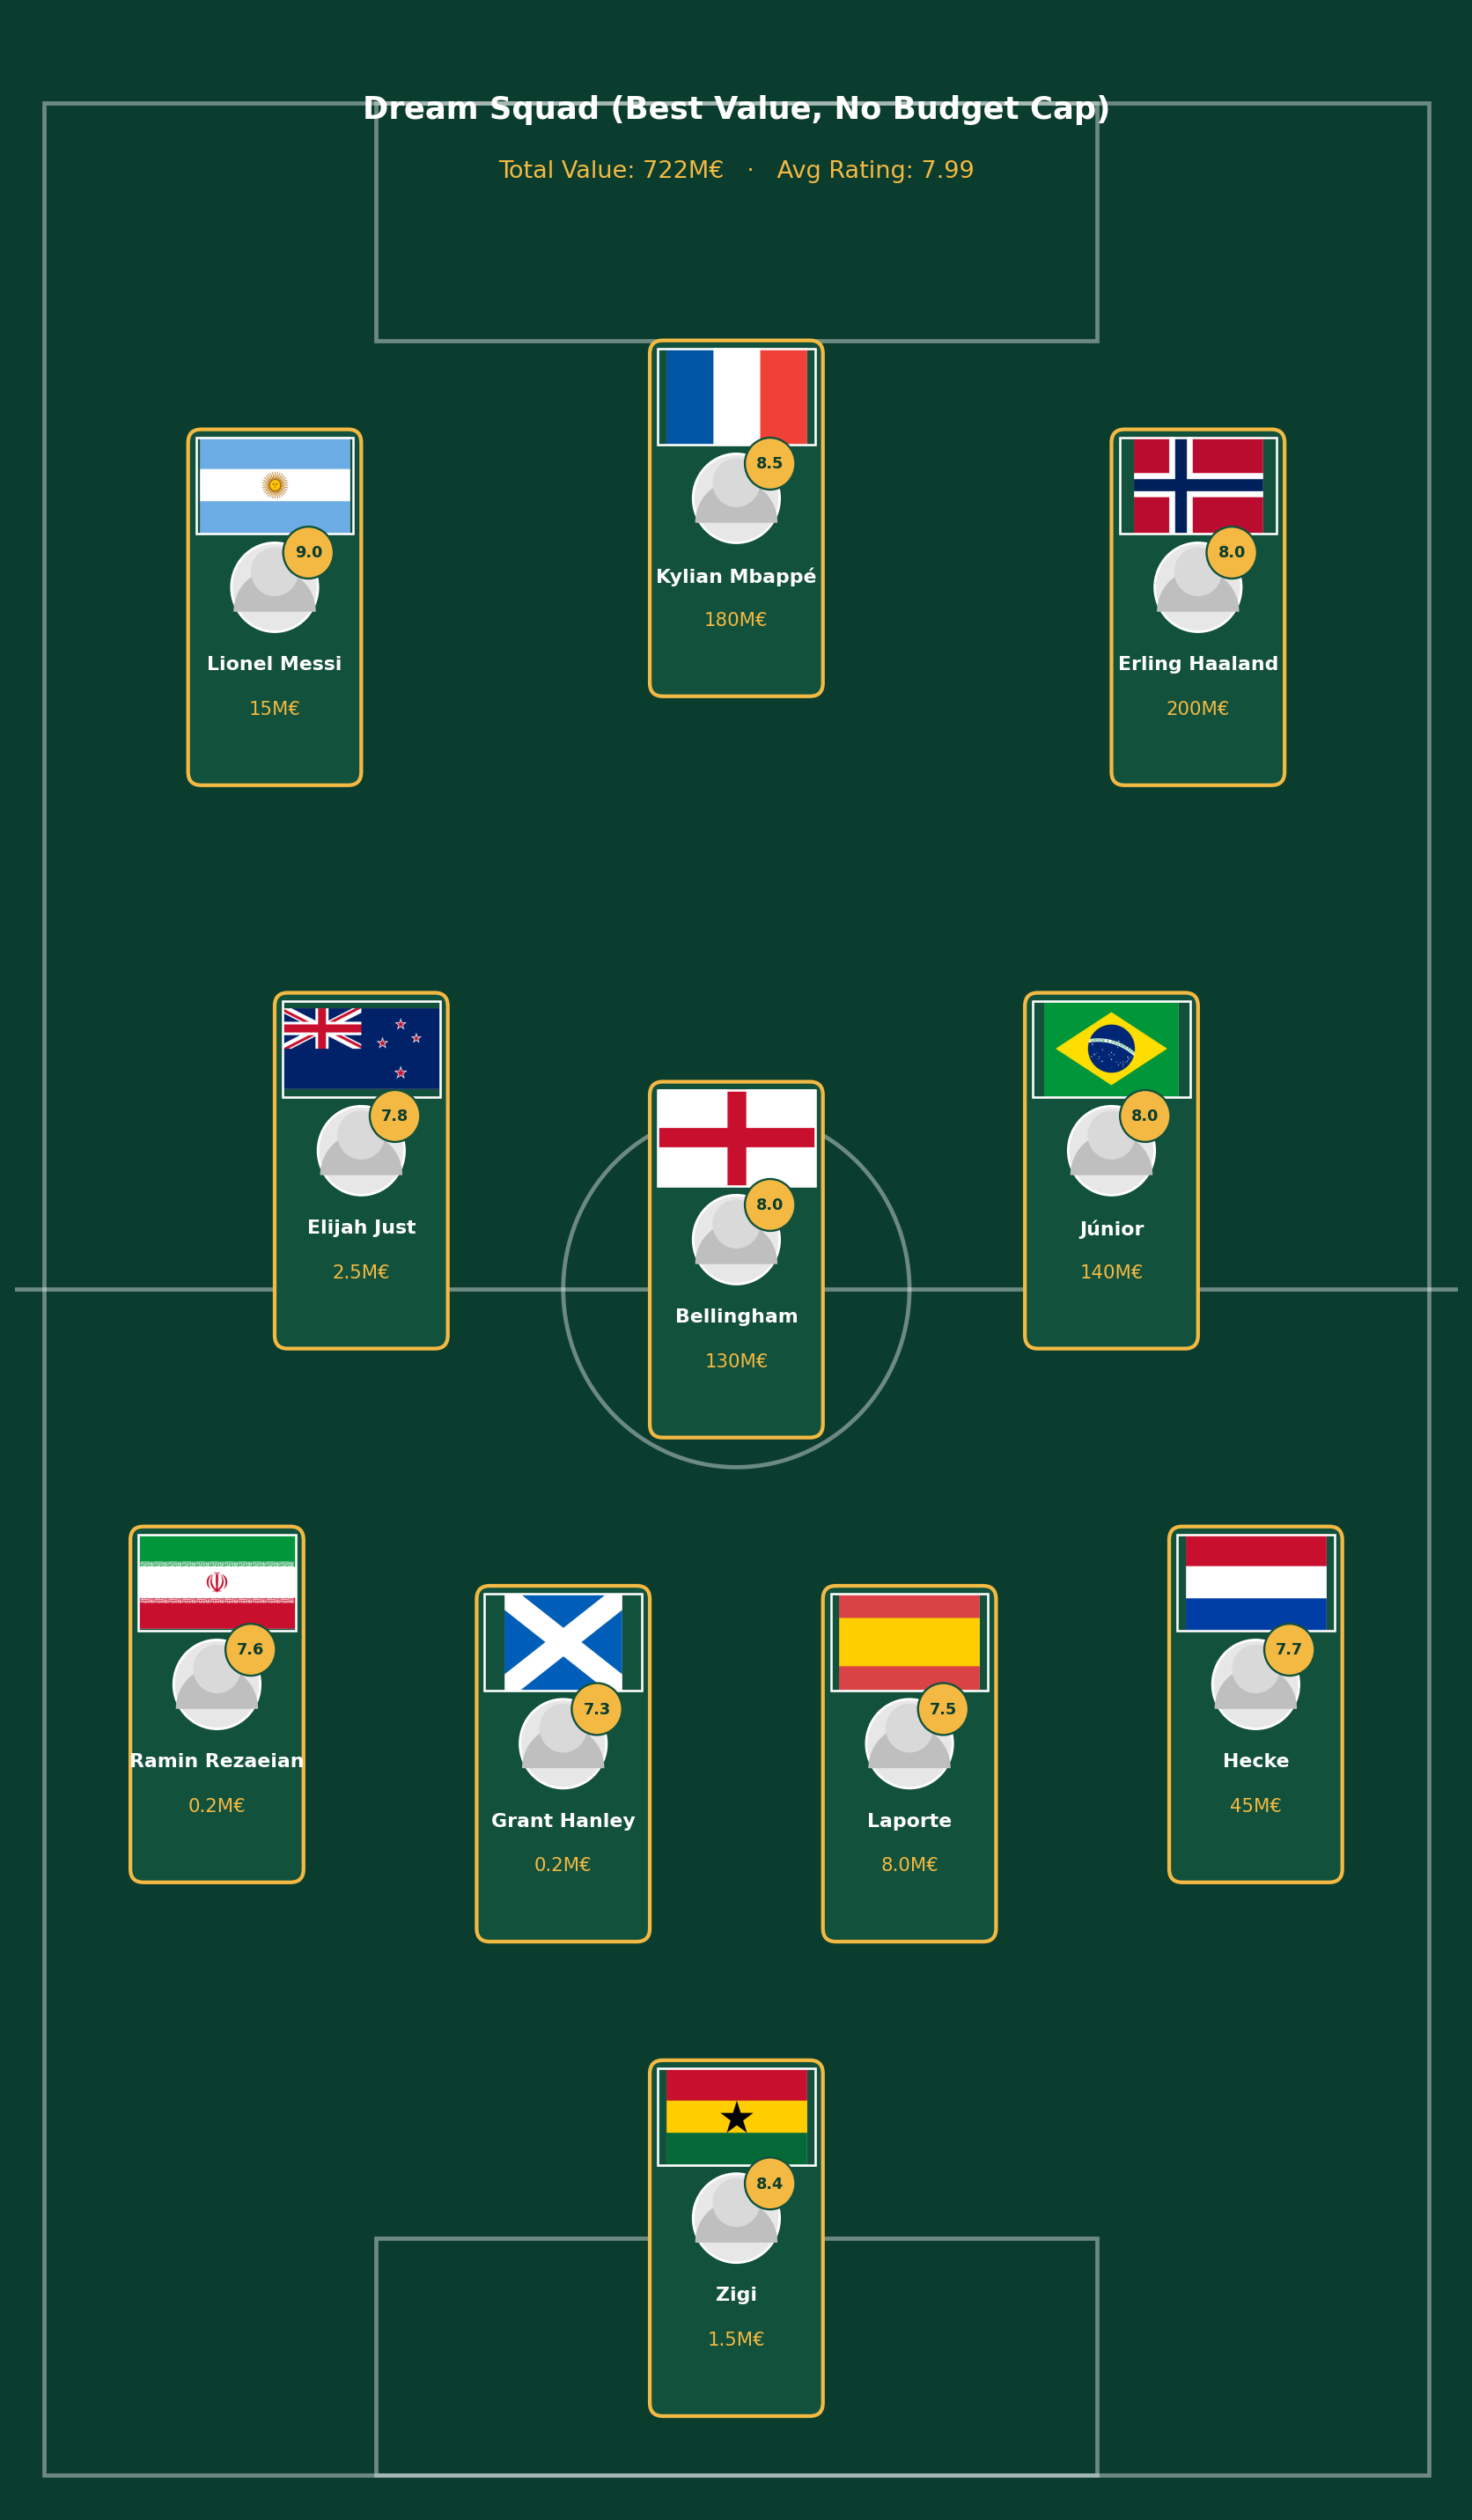 Dream Squad (Best Value, No Budget Cap)
Total Value: 722M€ · Avg Rating: 7.99
8.5
Kylian Mbappé
180M€
9.0
Lionel Messi
15M€
8.0
Erling Haaland
200M€
7.8
Elijah Just
2.5M€
8.0
Bellingham
130M€
8.0
Júnior
140M€
7.6
Ramin Rezaeian
0.2M€
7.3
Grant Hanley
0.2M€
7.5
Laporte
8.0M€
7.7
Hecke
45M€
8.4
Zigi
1.5M€